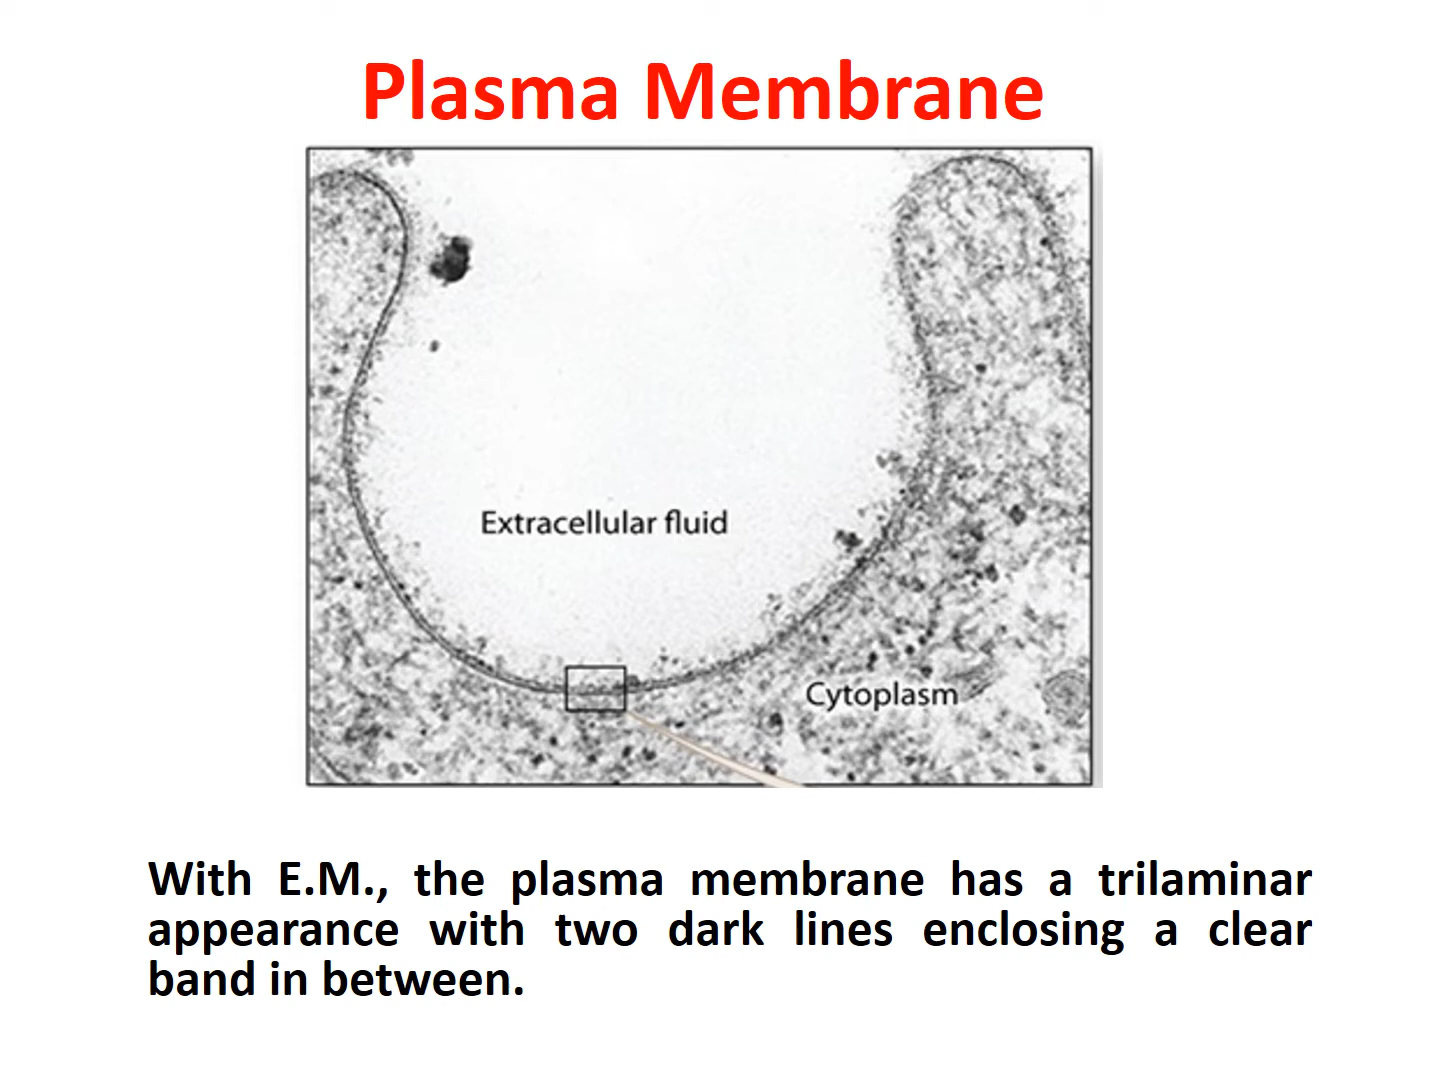 Plasma Membrane
Extracellular fluid
Cytoplasm
With E.M., the plasma membrane has a trilaminar
appearance with two dark lines enclosing a clear
band in between.